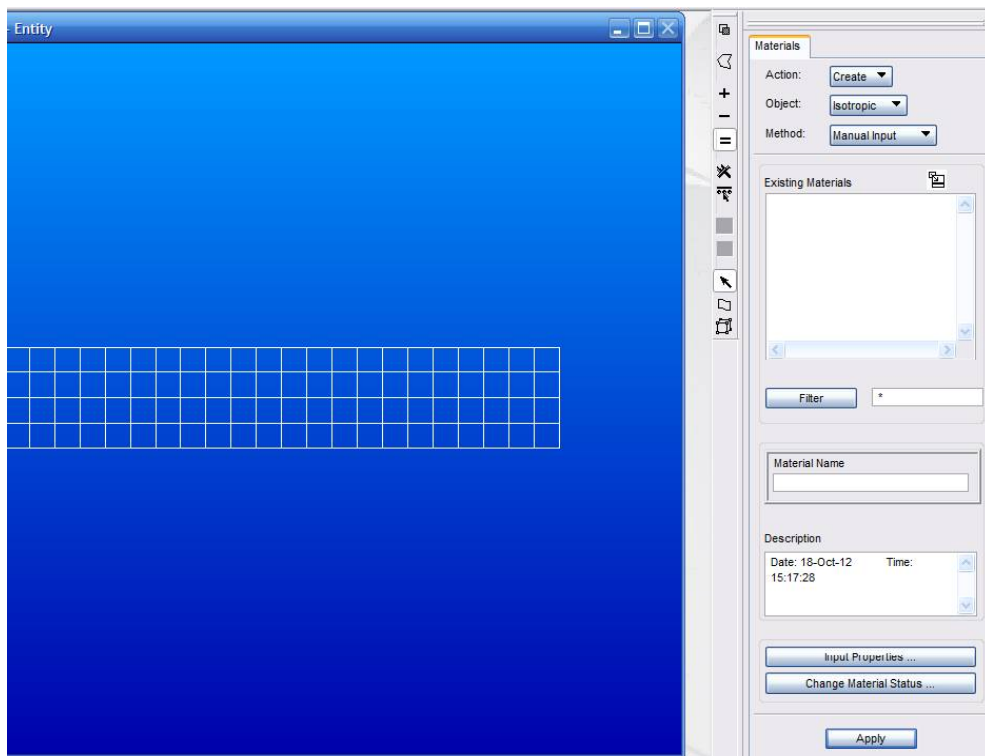 Entity
Materials
Action: Create
Object: Isotropic
Method: Manual Input
Existing Materials
Filter *
Material Name
Description
Date: 18-Oct-12 Time:
15:17:28
Input Properties ...
Change Material Status ...
Apply